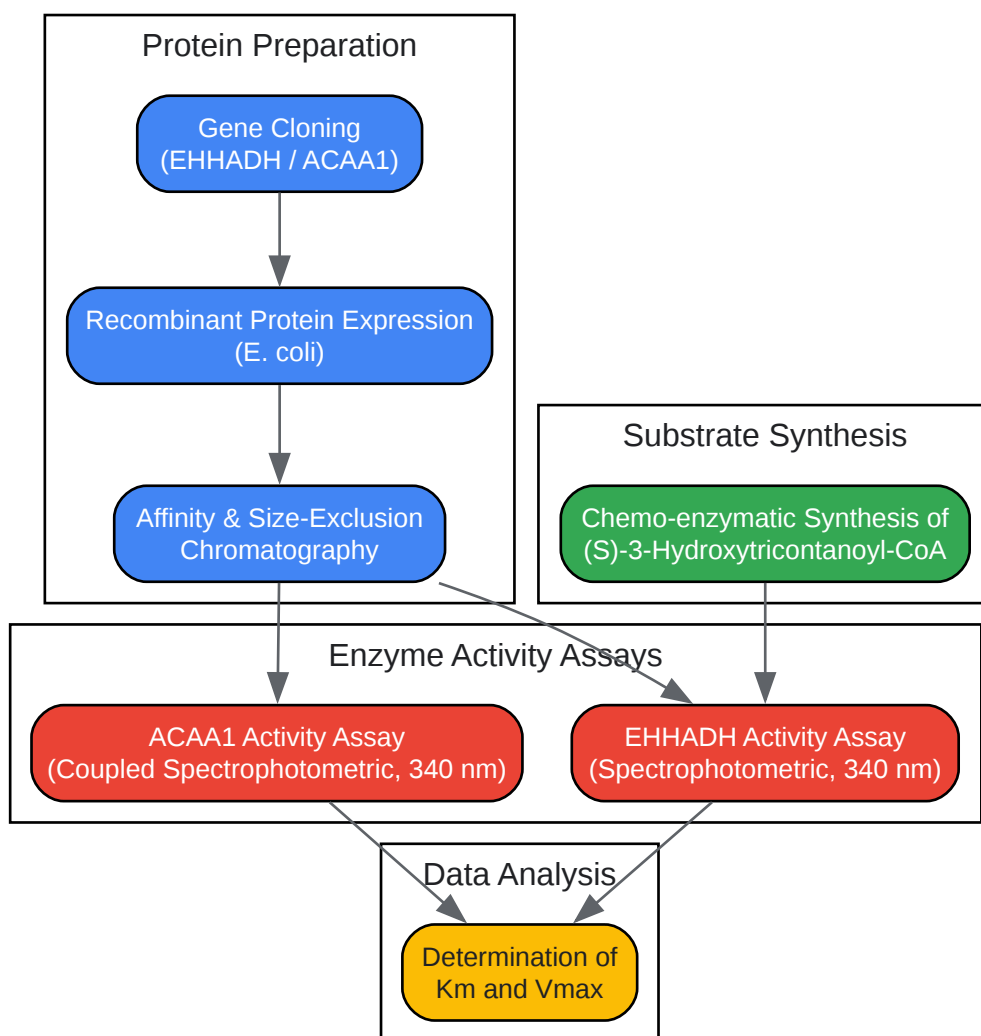 Protein Preparation
Gene Cloning
(EHHADH / ACAA1)
Recombinant Protein Expression
(E. coli)
Affinity & Size-Exclusion
Chromatography
Substrate Synthesis
Chemo-enzymatic Synthesis of
(S)-3-Hydroxytricontanoyl-CoA
Enzyme Activity Assays
ACAA1 Activity Assay
(Coupled Spectrophotometric, 340 nm)
EHHADH Activity Assay
(Spectrophotometric, 340 nm)
Data Analysis
Determination of
Km and Vmax